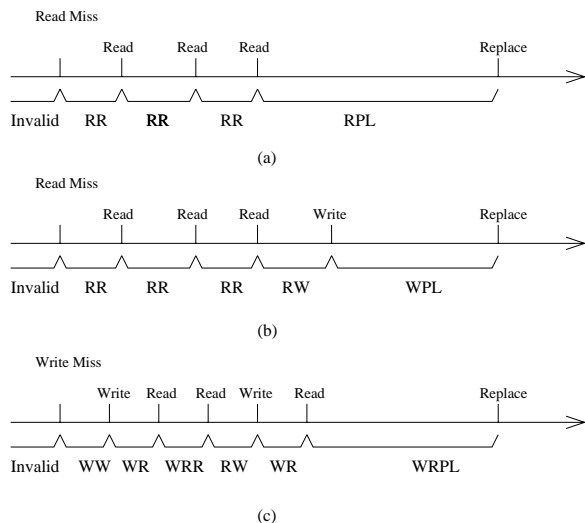 Read Miss
Read Read Read Replace
Invalid RR RR RR RPL
(a)
Read Miss
Read Read Read Write Replace
Invalid RR RR RR RW WPL
(b)
Write Miss
Write Read Read Write Read Replace
Invalid WW WR WRR RW WR WRPL
(c)